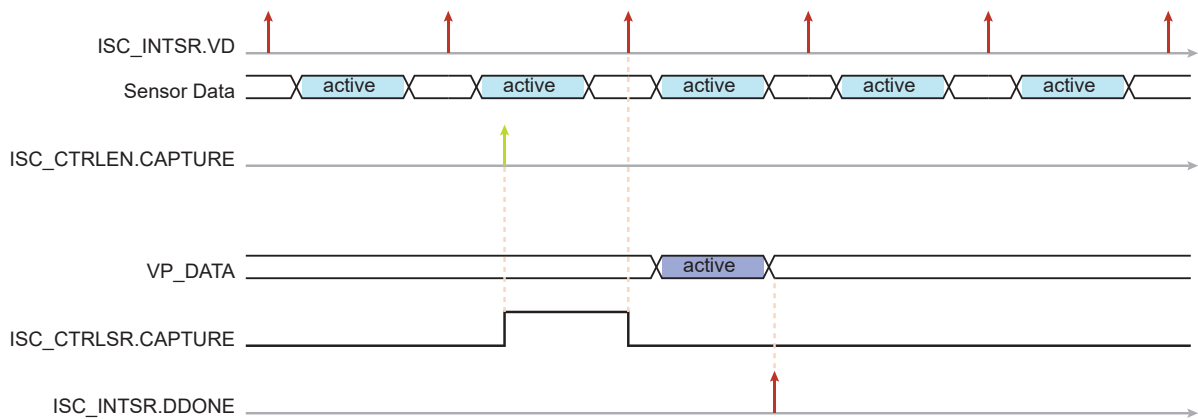 ISC_INTSR.VD
Sensor Data active active active active active
ISC_CTRLEN.CAPTURE
VP_DATA active
ISC_CTRLSR.CAPTURE
ISC_INTSR.DDONE